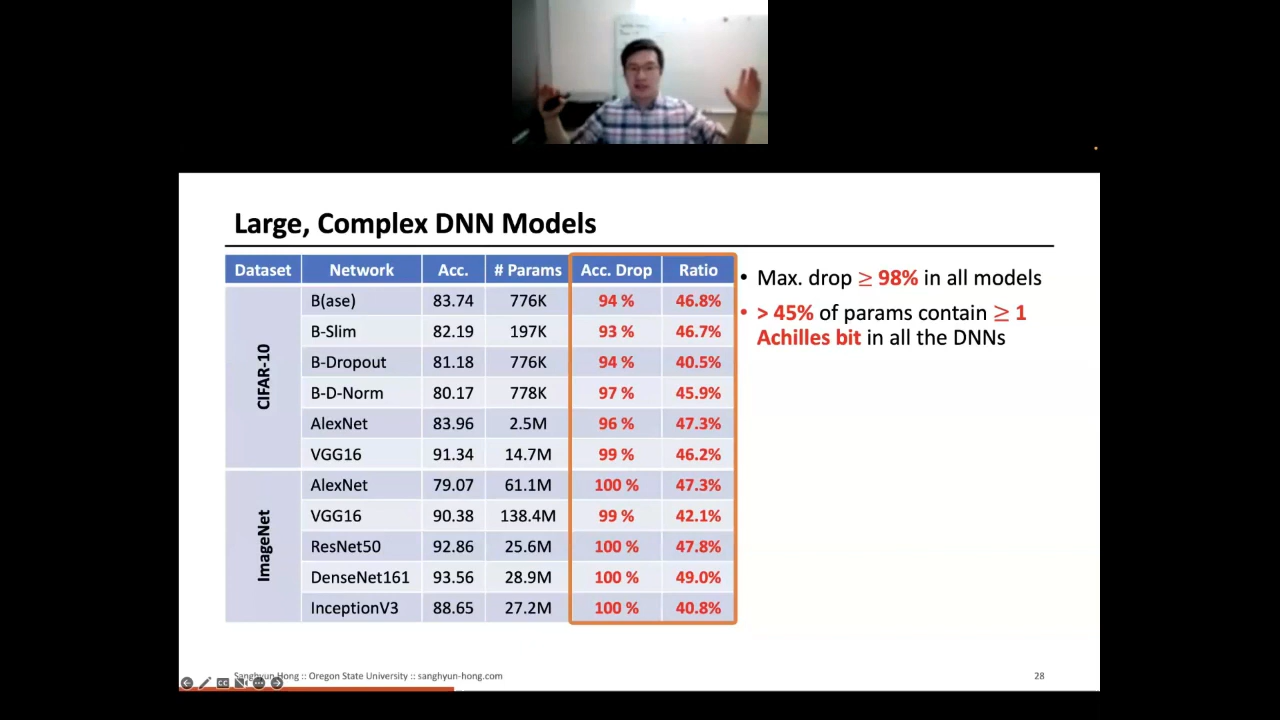 Large, Complex DNN Models
Dataset Network Acc. # Params Acc. Drop Ratio
CIFAR-10
B(ase) 83.74 776K 94 % 46.8%
B-Slim 82.19 197K 93 % 46.7%
B-Dropout 81.18 776K 94 % 40.5%
B-D-Norm 80.17 778K 97 % 45.9%
AlexNet 83.96 2.5M 96 % 47.3%
VGG16 91.34 14.7M 99 % 46.2%
ImageNet
AlexNet 79.07 61.1M 100 % 47.3%
VGG16 90.38 138.4M 99 % 42.1%
ResNet50 92.86 25.6M 100 % 47.8%
DenseNet161 93.56 28.9M 100 % 49.0%
InceptionV3 88.65 27.2M 100 % 40.8%
• Max. drop ≥ 98% in all models
• > 45% of params contain ≥ 1
Achilles bit in all the DNNs
Sanghyun Hong :: Oregon State University :: sanghyun-hong.com
28